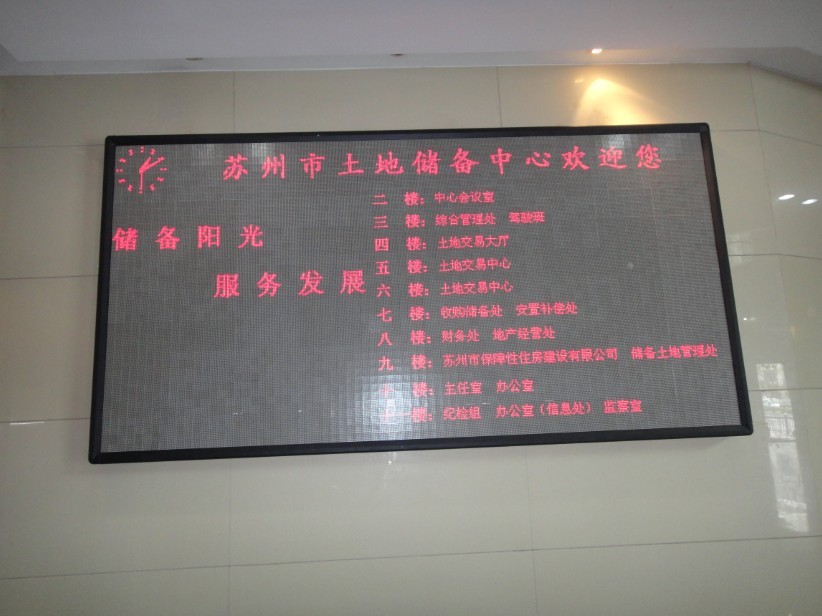 苏州市土地储备中心欢迎您
储备阳光
服务发展
二 楼：中心会议室
三 楼：综合管理处 驾驶班
四 楼：土地交易大厅
五 楼：土地交易中心
六 楼：土地交易中心
七 楼：收购储备处 安置补偿处
八 楼：财务处 地产经营处
九 楼：苏州市保障性住房建设有限公司 储备土地管理处
十 楼：主任室 办公室
十一楼：纪检组 办公室（信息处） 监察室